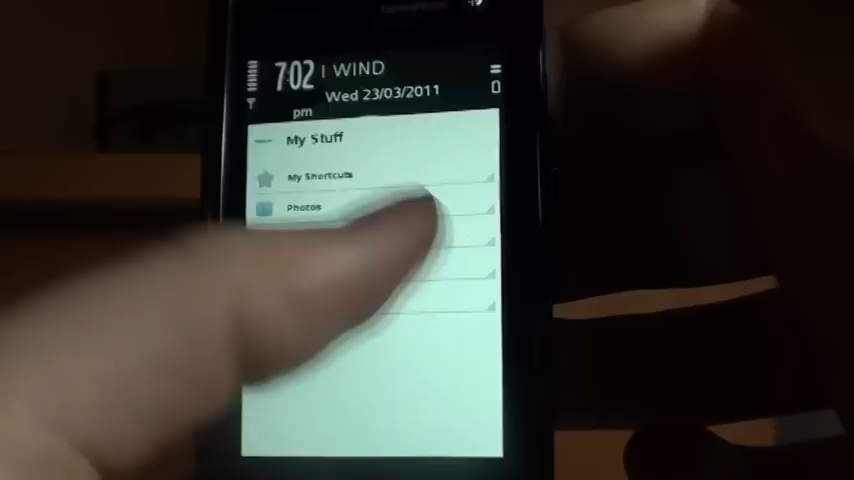 7:02 | WIND
Wed 23/03/2011
pm
My Stuff
My Shortcuts
Photos